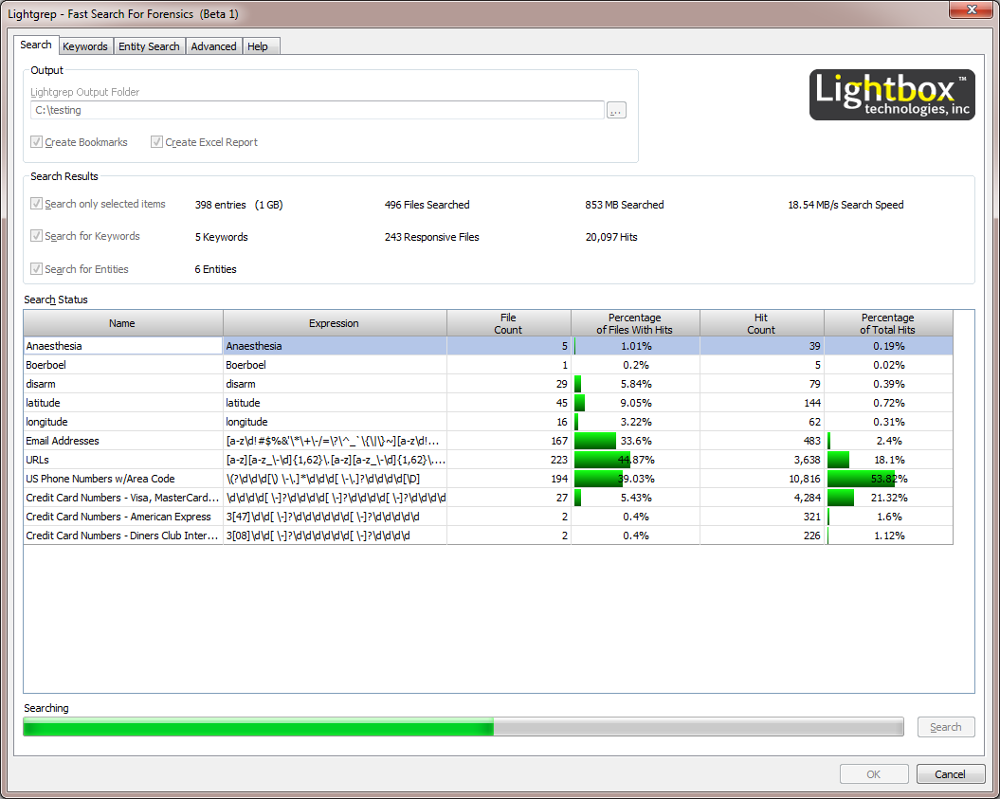 Lightgrep - Fast Search For Forensics (Beta 1)
Search Keywords Entity Search Advanced Help
Output
Lightgrep Output Folder
C:\testing
...
Create Bookmarks Create Excel Report
Lightbox™
technologies, inc
Search Results
Search only selected items 398 entries (1 GB) 496 Files Searched 853 MB Searched 18.54 MB/s Search Speed
Search for Keywords 5 Keywords 243 Responsive Files 20,097 Hits
Search for Entities 6 Entities
Search Status
Name Expression File Count Percentage of Files With Hits Hit Count Percentage of Total Hits
Anaesthesia Anaesthesia 5 1.01% 39 0.19%
Boerboel Boerboel 1 0.2% 5 0.02%
disarm disarm 29 5.84% 79 0.39%
latitude latitude 45 9.05% 144 0.72%
longitude longitude 16 3.22% 62 0.31%
Email Addresses [a-z\d!#$%&'\*\+\-/=\?\^_`\{\|\}~][a-z\d!... 167 33.6% 483 2.4%
URLs [a-z][a-z_\-\d]{1,62}\.[a-z][a-z_\-\d]{1,62}\.... 223 44.87% 3,638 18.1%
US Phone Numbers w/Area Code \(?\d\d\d[\) \-\.]*\d\d\d[ \-\.]?\d\d\d\d[\D] 194 39.03% 10,816 53.82%
Credit Card Numbers - Visa, MasterCard... \d\d\d\d[ \-]?\d\d\d\d[ \-]?\d\d\d\d[ \-]?\d\d\d\d 27 5.43% 4,284 21.32%
Credit Card Numbers - American Express 3[47]\d\d[ \-]?\d\d\d\d\d\d[ \-]?\d\d\d\d\d 2 0.4% 321 1.6%
Credit Card Numbers - Diners Club Inter... 3[08]\d\d[ \-]?\d\d\d\d\d\d[ \-]?\d\d\d\d 2 0.4% 226 1.12%
Searching
Search
OK Cancel